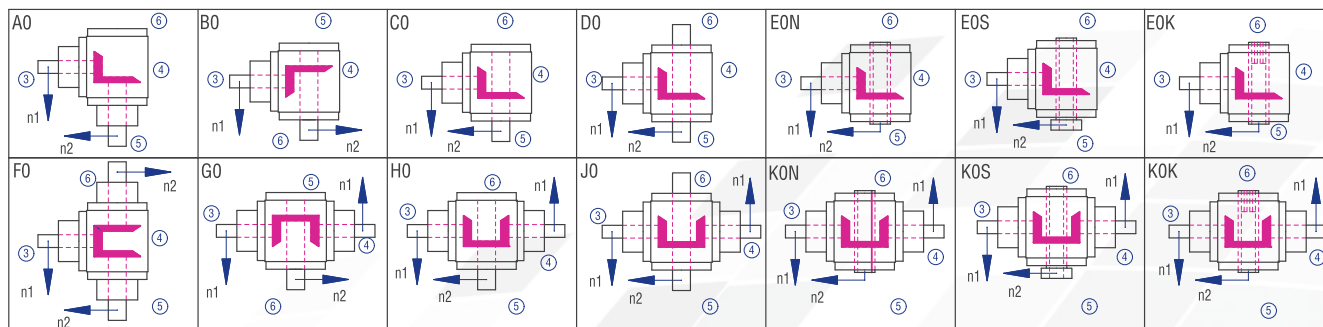 A0 ⑥
③ ④
n1
n2 ⑤
B0 ⑤
③ ④
n1
⑥ n2
C0 ⑥
③ ④
n1
n2 ⑤
D0 ⑥
③ ④
n1
n2 ⑤
E0N ⑥
③ ④
n1
n2 ⑤
E0S ⑥
③ ④
n1
n2 ⑤
E0K ⑥
③ ④
n1
n2 ⑤
F0 ⑥ n2
③ ④
n1
n2 ⑤
G0 ⑤ n1
③ ④
n1
⑥ n2
H0 ⑥ n1
③ ④
n1
n2 ⑤
J0 ⑥ n1
③ ④
n1
n2 ⑤
K0N ⑥ n1
③ ④
n1
n2 ⑤
K0S ⑥ n1
③ ④
n1
n2 ⑤
K0K ⑥ n1
③ ④
n1
n2 ⑤